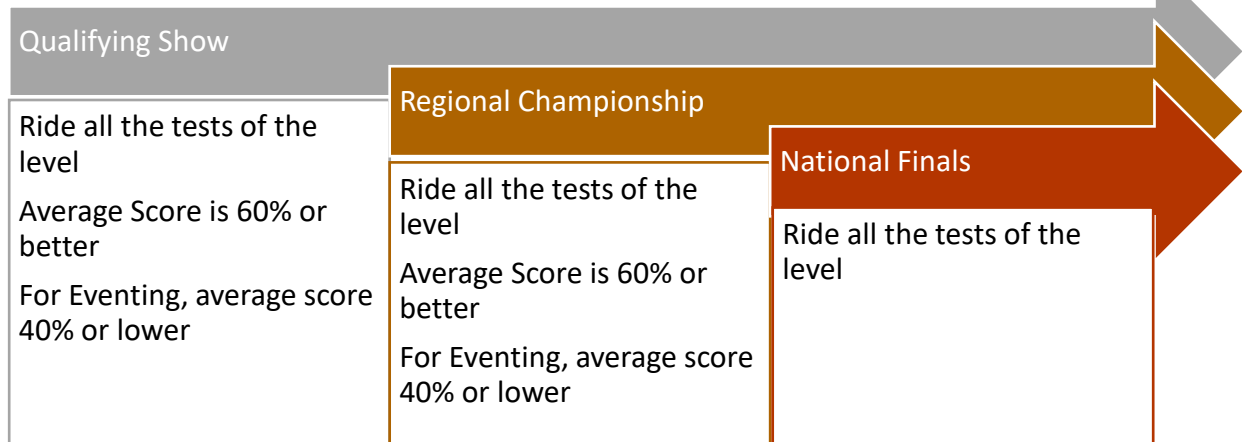 Qualifying Show
Ride all the tests of the
level
Average Score is 60% or
better
For Eventing, average score
40% or lower
Regional Championship
Ride all the tests of the
level
Average Score is 60% or
better
For Eventing, average score
40% or lower
National Finals
Ride all the tests of the
level